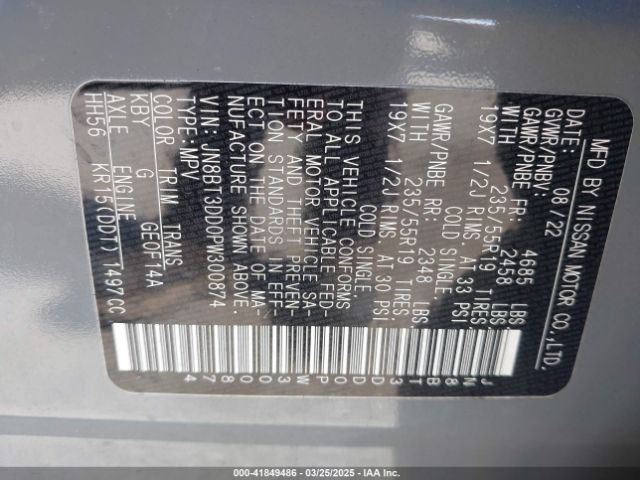 MFD BY NISSAN MOTOR CO.,LTD.
DATE: 08/22
GVWR/PNBV: 4685 LBS
GAWR/PNBE FR: 2458 LBS
WITH 235/55R19 TIRES
19X7 1/2J RIMS, AT 33 PSI
COLD SINGLE
GAWR/PNBE RR: 2348 LBS
WITH 235/55R19 TIRES
19X7 1/2J RIMS, AT 30 PSI
COLD SINGLE
THIS VEHICLE CONFORMS
TO ALL APPLICABLE FED-
ERAL MOTOR VEHICLE SA-
FETY AND THEFT PREVEN-
TION STANDARDS IN EFF-
ECT ON THE DATE OF MA-
NUFACTURE SHOWN ABOVE.
VIN: JN8BT3DD0PW300874
TYPE: MPV
COLOR TRIM TRANS
KBY G GE0F14A
AXLE ENGINE
HH56 KR15(DDT) 1497CC
JN8BT3DD0PW300874
000-41849486 - 03/25/2025 - IAA Inc.